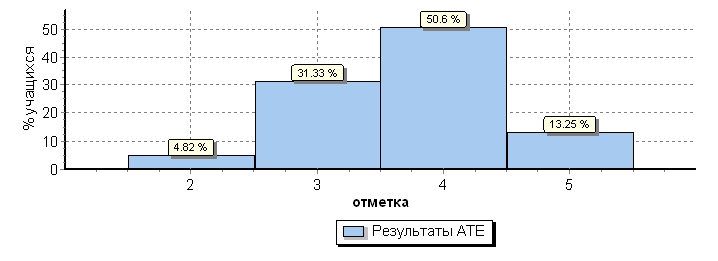 % учащихся
50
40
30
20
10
0
4.82 %
31.33 %
50.6 %
13.25 %
2 3 4 5
отметка
Результаты АТЕ